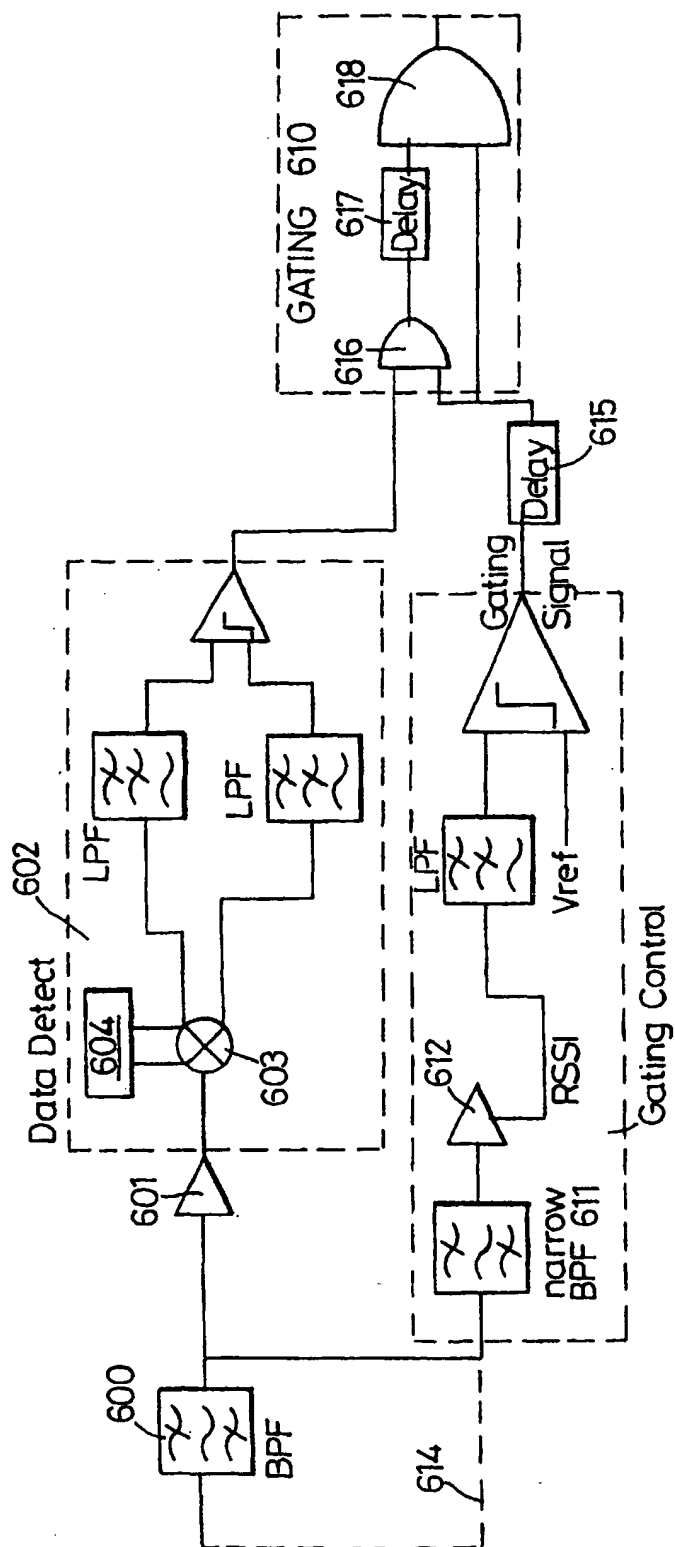 600
BPF
614
601
Data Detect
602
604
603
LPF
LPF
narrow
BPF 611
612
RSSI
LPF
Vref
Gating Control
Gating
Signal
Delay
615
GATING 610
616
617
Delay
618